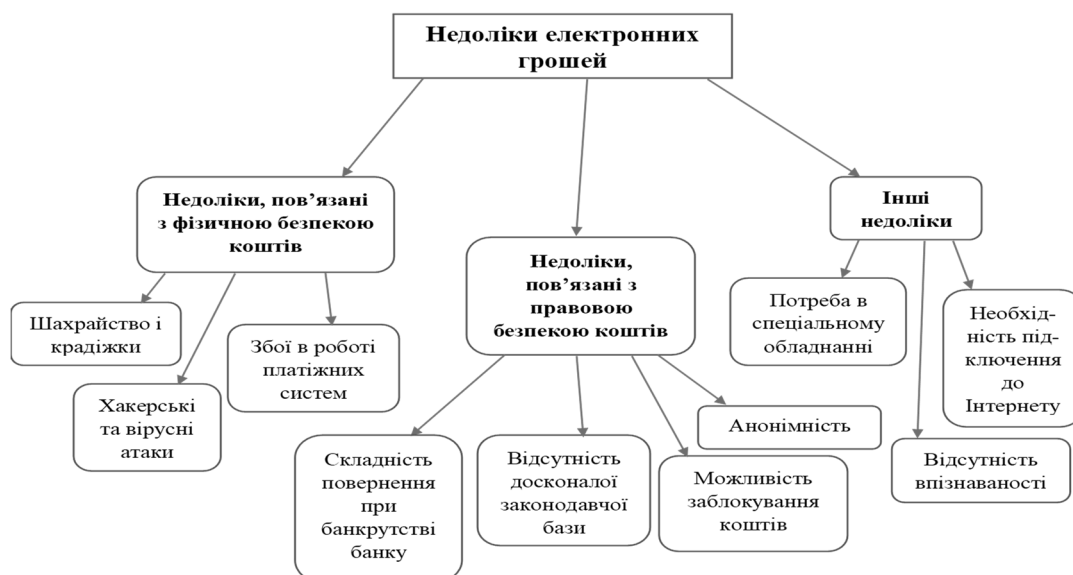 Недоліки електронних
грошей
Недоліки, пов’язані
з фізичною безпекою
коштів
Шахрайство і
крадіжки
Хакерські
та вірусні
атаки
Збої в роботі
платіжних
систем
Недоліки,
пов’язані з
правовою
безпекою коштів
Складність
повернення
при
банкрутстві
банку
Відсутність
досконалої
законодавчої
бази
Можливість
заблокування
коштів
Анонімність
Інші
недоліки
Потреба в
спеціальному
обладнанні
Відсутність
впізнаваності
Необхід-
ність під-
ключення
до
Інтернету